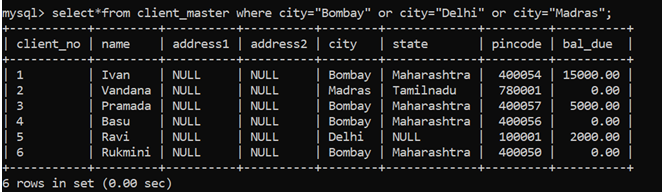 mysql> select*from client_master where city="Bombay" or city="Delhi" or city="Madras";
+-----------+---------+----------+----------+--------+-------------+---------+----------+
| client_no | name    | address1 | address2 | city   | state       | pincode | bal_due  |
+-----------+---------+----------+----------+--------+-------------+---------+----------+
| 1         | Ivan    | NULL     | NULL     | Bombay | Maharashtra |  400054 | 15000.00 |
| 2         | Vandana | NULL     | NULL     | Madras | Tamilnadu   |  780001 |     0.00 |
| 3         | Pramada | NULL     | NULL     | Bombay | Maharashtra |  400057 |  5000.00 |
| 4         | Basu    | NULL     | NULL     | Bombay | Maharashtra |  400056 |     0.00 |
| 5         | Ravi    | NULL     | NULL     | Delhi  | NULL        |  100001 |  2000.00 |
| 6         | Rukmini | NULL     | NULL     | Bombay | Maharashtra |  400050 |     0.00 |
+-----------+---------+----------+----------+--------+-------------+---------+----------+
6 rows in set (0.00 sec)